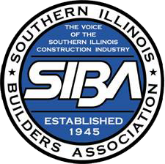 SOUTHERN ILLINOIS
THE VOICE
OF THE
SOUTHERN ILLINOIS
CONSTRUCTION INDUSTRY
SIBA
ESTABLISHED
1945
BUILDERS ASSOCIATION